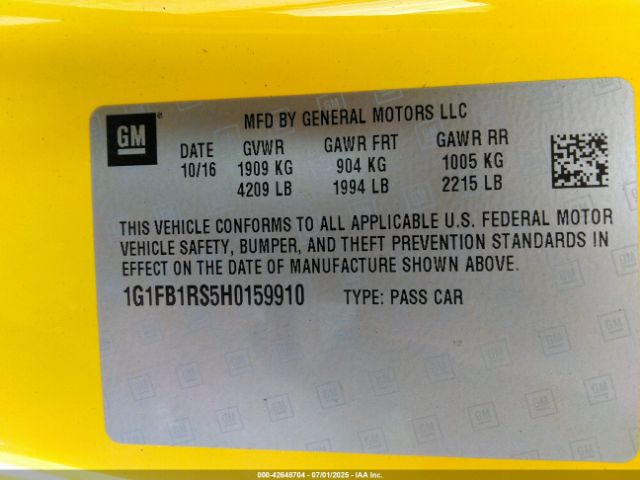 GM
MFD BY GENERAL MOTORS LLC
DATE GVWR GAWR FRT GAWR RR
10/16 1909 KG 904 KG 1005 KG
4209 LB 1994 LB 2215 LB
THIS VEHICLE CONFORMS TO ALL APPLICABLE U.S. FEDERAL MOTOR
VEHICLE SAFETY, BUMPER, AND THEFT PREVENTION STANDARDS IN
EFFECT ON THE DATE OF MANUFACTURE SHOWN ABOVE.
1G1FB1RS5H0159910 TYPE: PASS CAR
000-42648704 - 07/01/2025 - IAA Inc.